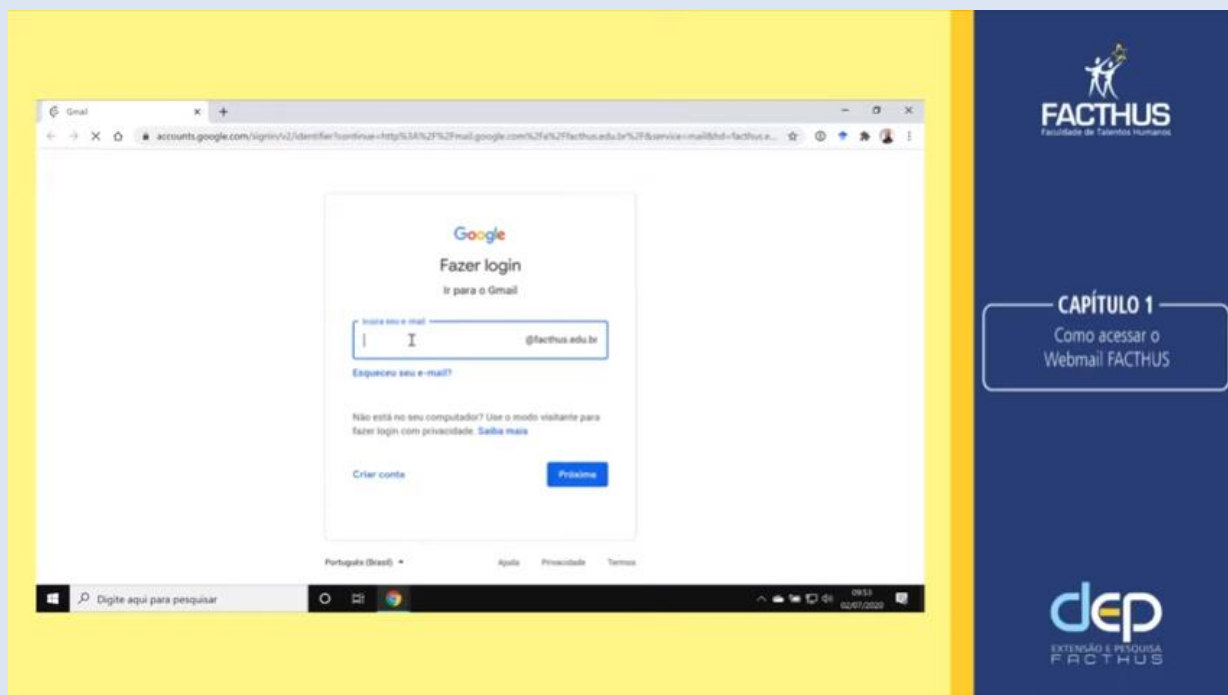 Gmail
accounts.google.com/signin/v2/identifier?continue=http%3A%2F%2Fmail.google.com%2Fa%2Ffacthus.edu.br%2F&service=mail&hd=facthus.e...
Google
Fazer login
Ir para o Gmail
Insira seu e-mail
@facthus.edu.br
Esqueceu seu e-mail?
Não está no seu computador? Use o modo visitante para
fazer login com privacidade. Saiba mais
Criar conta
Próxima
Português (Brasil)
Ajuda Privacidade Termos
Digite aqui para pesquisar
09:53
02/07/2020
FACTHUS
Faculdade de Talentos Humanos
CAPÍTULO 1
Como acessar o
Webmail FACTHUS
dep
EXTENSÃO E PESQUISA
FACTHUS